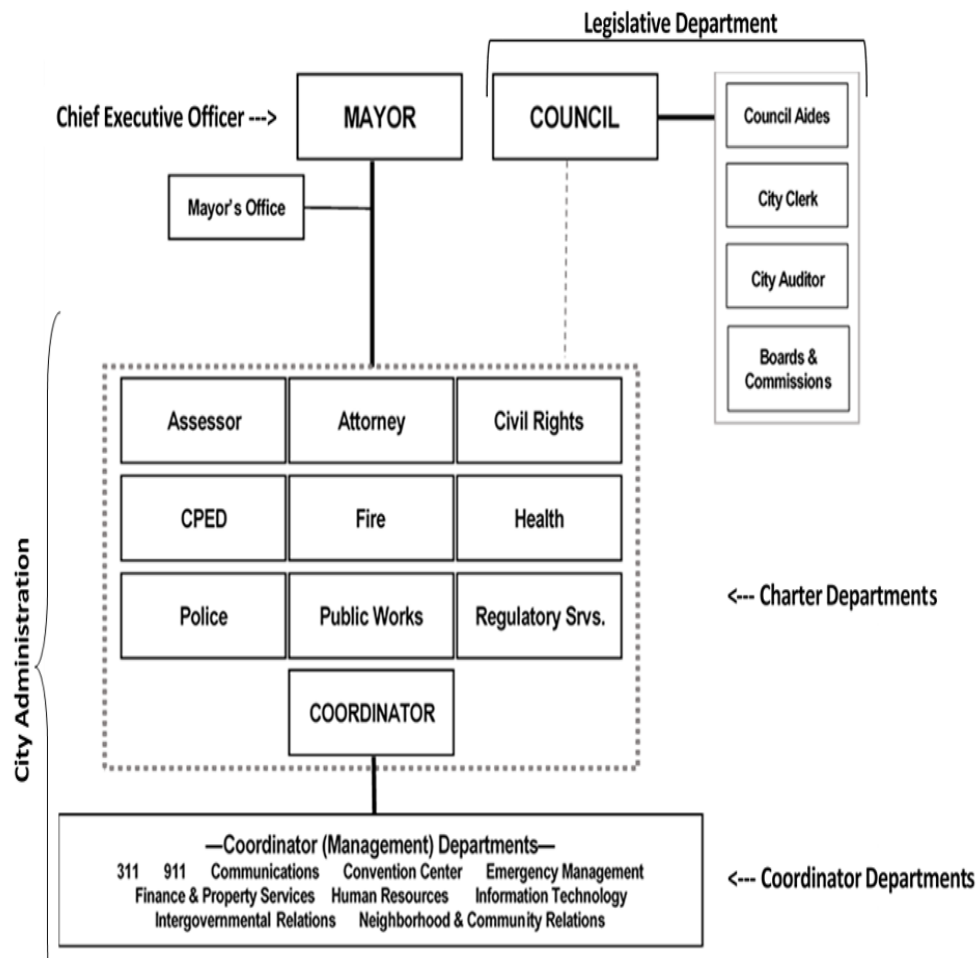 Legislative Department
Chief Executive Officer --->
MAYOR
COUNCIL
Council Aides
Mayor's Office
City Clerk
City Auditor
Boards &
Commissions
City Administration
Assessor
Attorney
Civil Rights
CPED
Fire
Health
Police
Public Works
Regulatory Srvs.
<--- Charter Departments
COORDINATOR
—Coordinator (Management) Departments—
311 911 Communications Convention Center Emergency Management
Finance & Property Services Human Resources Information Technology
Intergovernmental Relations Neighborhood & Community Relations
<--- Coordinator Departments